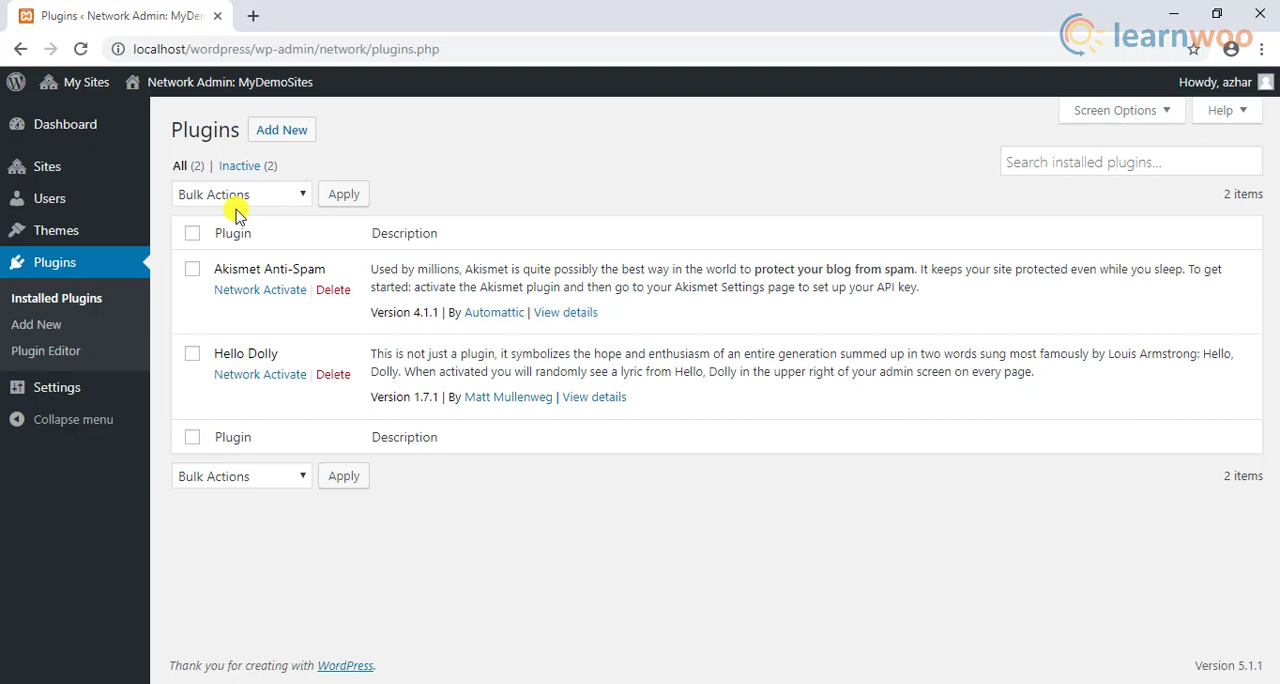 Plugins ‹ Network Admin: MyDem
localhost/wordpress/wp-admin/network/plugins.php
learnwoo
My Sites
Network Admin: MyDemoSites
Howdy, azhar
Dashboard
Sites
Users
Themes
Plugins
Installed Plugins
Add New
Plugin Editor
Settings
Collapse menu
Screen Options
Help
Plugins
Add New
All (2) | Inactive (2)
Search installed plugins...
Bulk Actions
Apply
2 items
Plugin
Description
Akismet Anti-Spam
Network Activate | Delete
Used by millions, Akismet is quite possibly the best way in the world to protect your blog from spam. It keeps your site protected even while you sleep. To get
started: activate the Akismet plugin and then go to your Akismet Settings page to set up your API key.
Version 4.1.1 | By Automattic | View details
Hello Dolly
Network Activate | Delete
This is not just a plugin, it symbolizes the hope and enthusiasm of an entire generation summed up in two words sung most famously by Louis Armstrong: Hello,
Dolly. When activated you will randomly see a lyric from Hello, Dolly in the upper right of your admin screen on every page.
Version 1.7.1 | By Matt Mullenweg | View details
Plugin
Description
Bulk Actions
Apply
2 items
Thank you for creating with WordPress.
Version 5.1.1